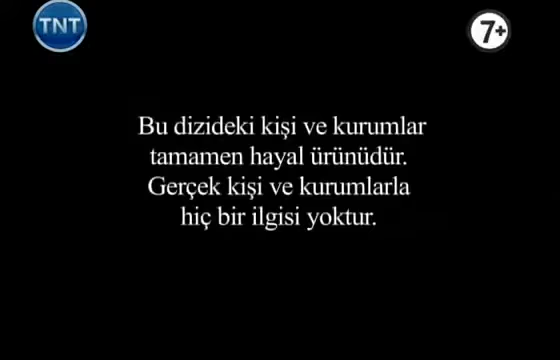 TNT
7+
Bu dizideki kişi ve kurumlar
tamamen hayal ürünüdür.
Gerçek kişi ve kurumlarla
hiç bir ilgisi yoktur.